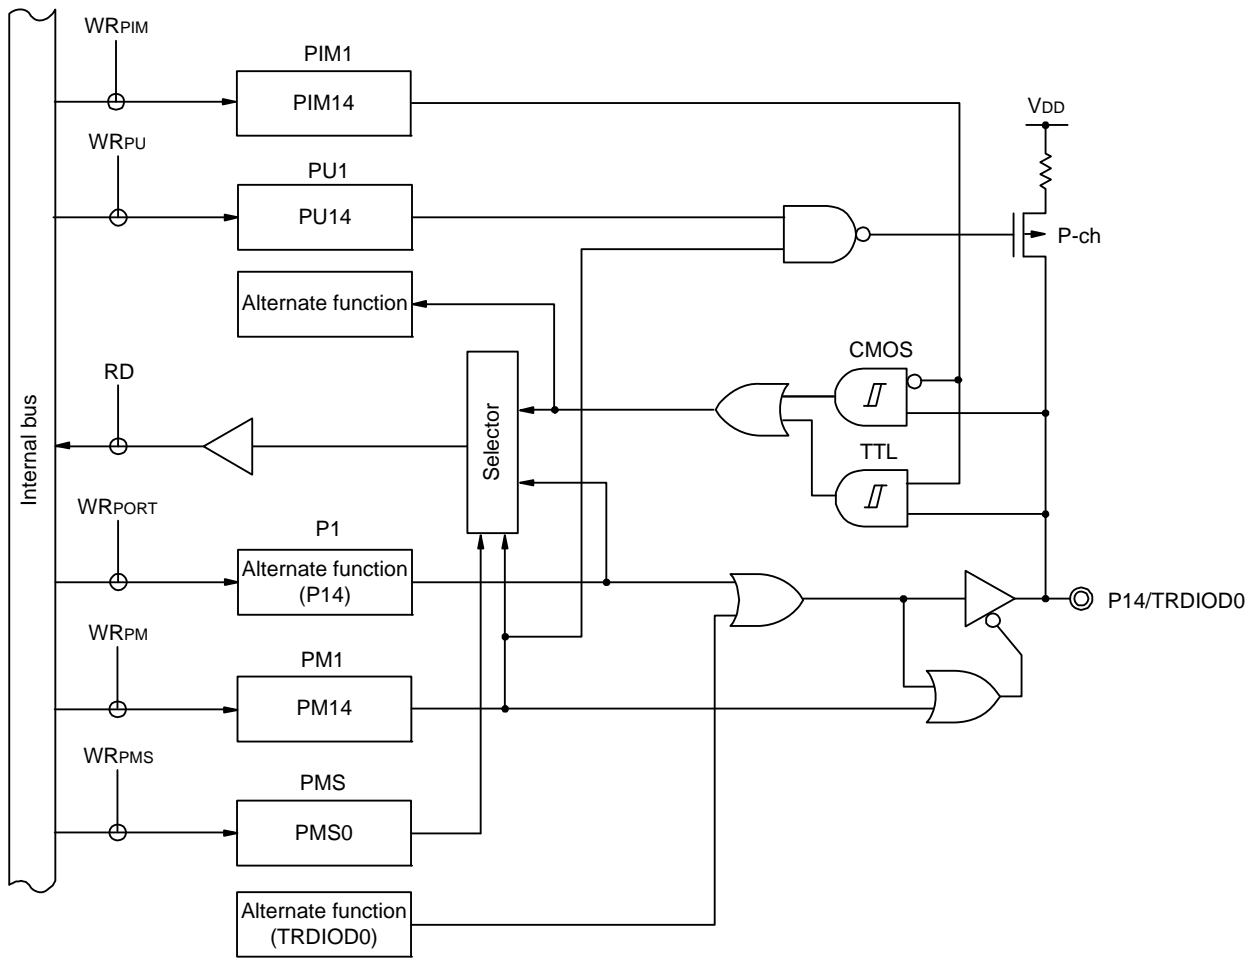 WRPIM
PIM1
PIM14
VDD
WRPU
PU1
PU14
P-ch
Alternate function
CMOS
RD
Selector
TTL
Internal bus
WRPORT
P1
Alternate function
(P14)
P14/TRDIOD0
WRPM
PM1
PM14
WRPMS
PMS
PMS0
Alternate function
(TRDIOD0)